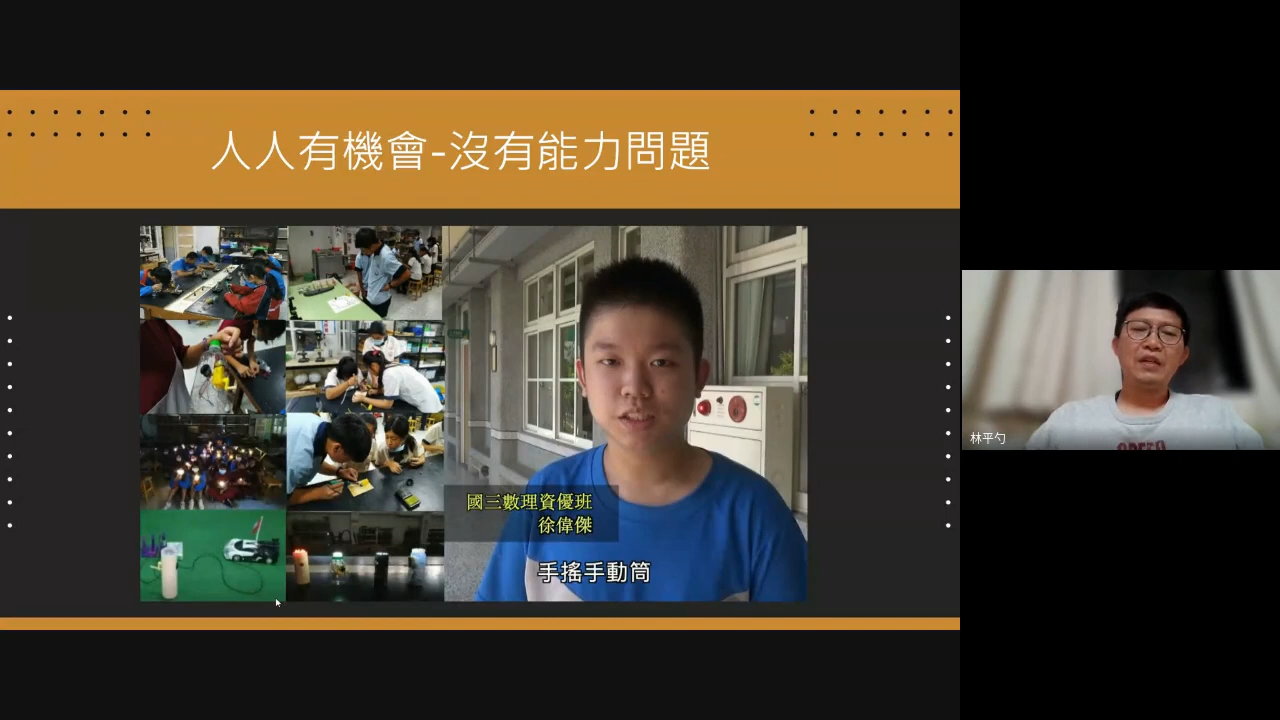 人人有機會-沒有能力問題
國三數理資優班
徐偉傑
手搖手動筒
林平勺